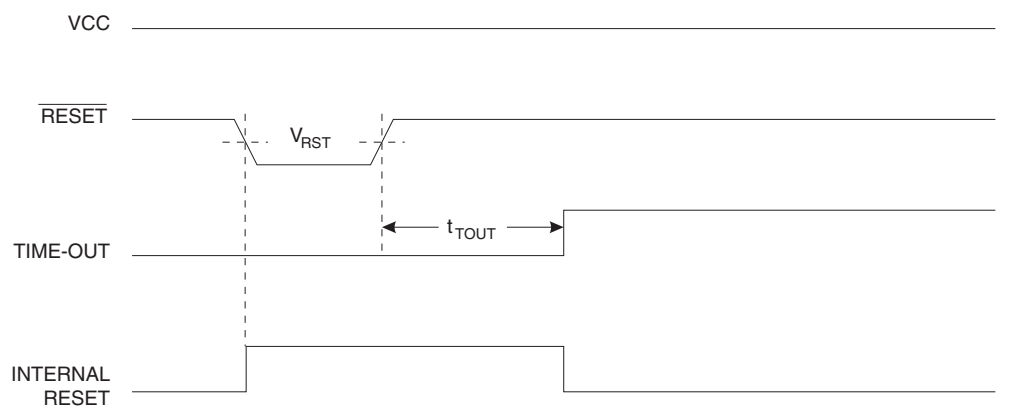 VCC
RESET
V_RST
t_TOUT
TIME-OUT
INTERNAL
RESET